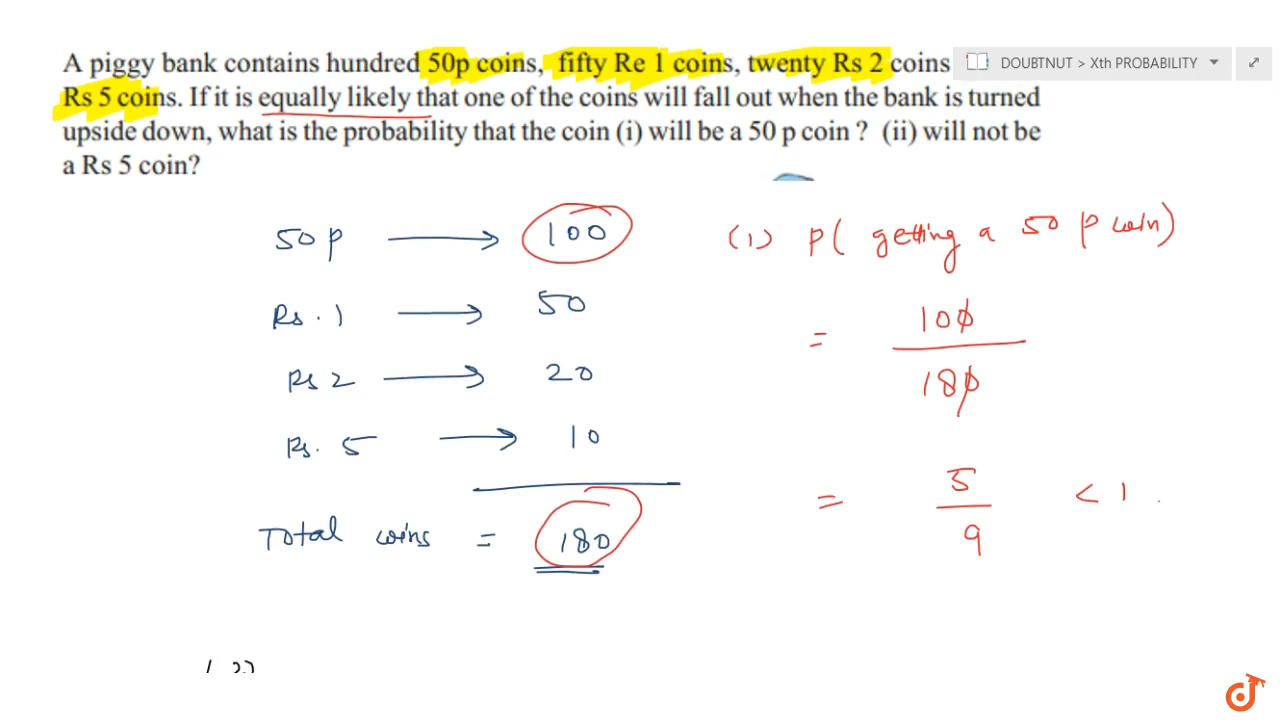 A piggy bank contains hundred 50p coins, fifty Re 1 coins, twenty Rs 2 coins
DOUBTNUT > Xth PROBABILITY
Rs 5 coins. If it is equally likely that one of the coins will fall out when the bank is turned
upside down, what is the probability that the coin (i) will be a 50 p coin ? (ii) will not be
a Rs 5 coin?
50 p → 100
Rs. 1 → 50
Rs 2 → 20
Rs. 5 → 10
Total coins = 180
(1) P( getting a 50 p coin)
= 100
180
= 5
9 < 1